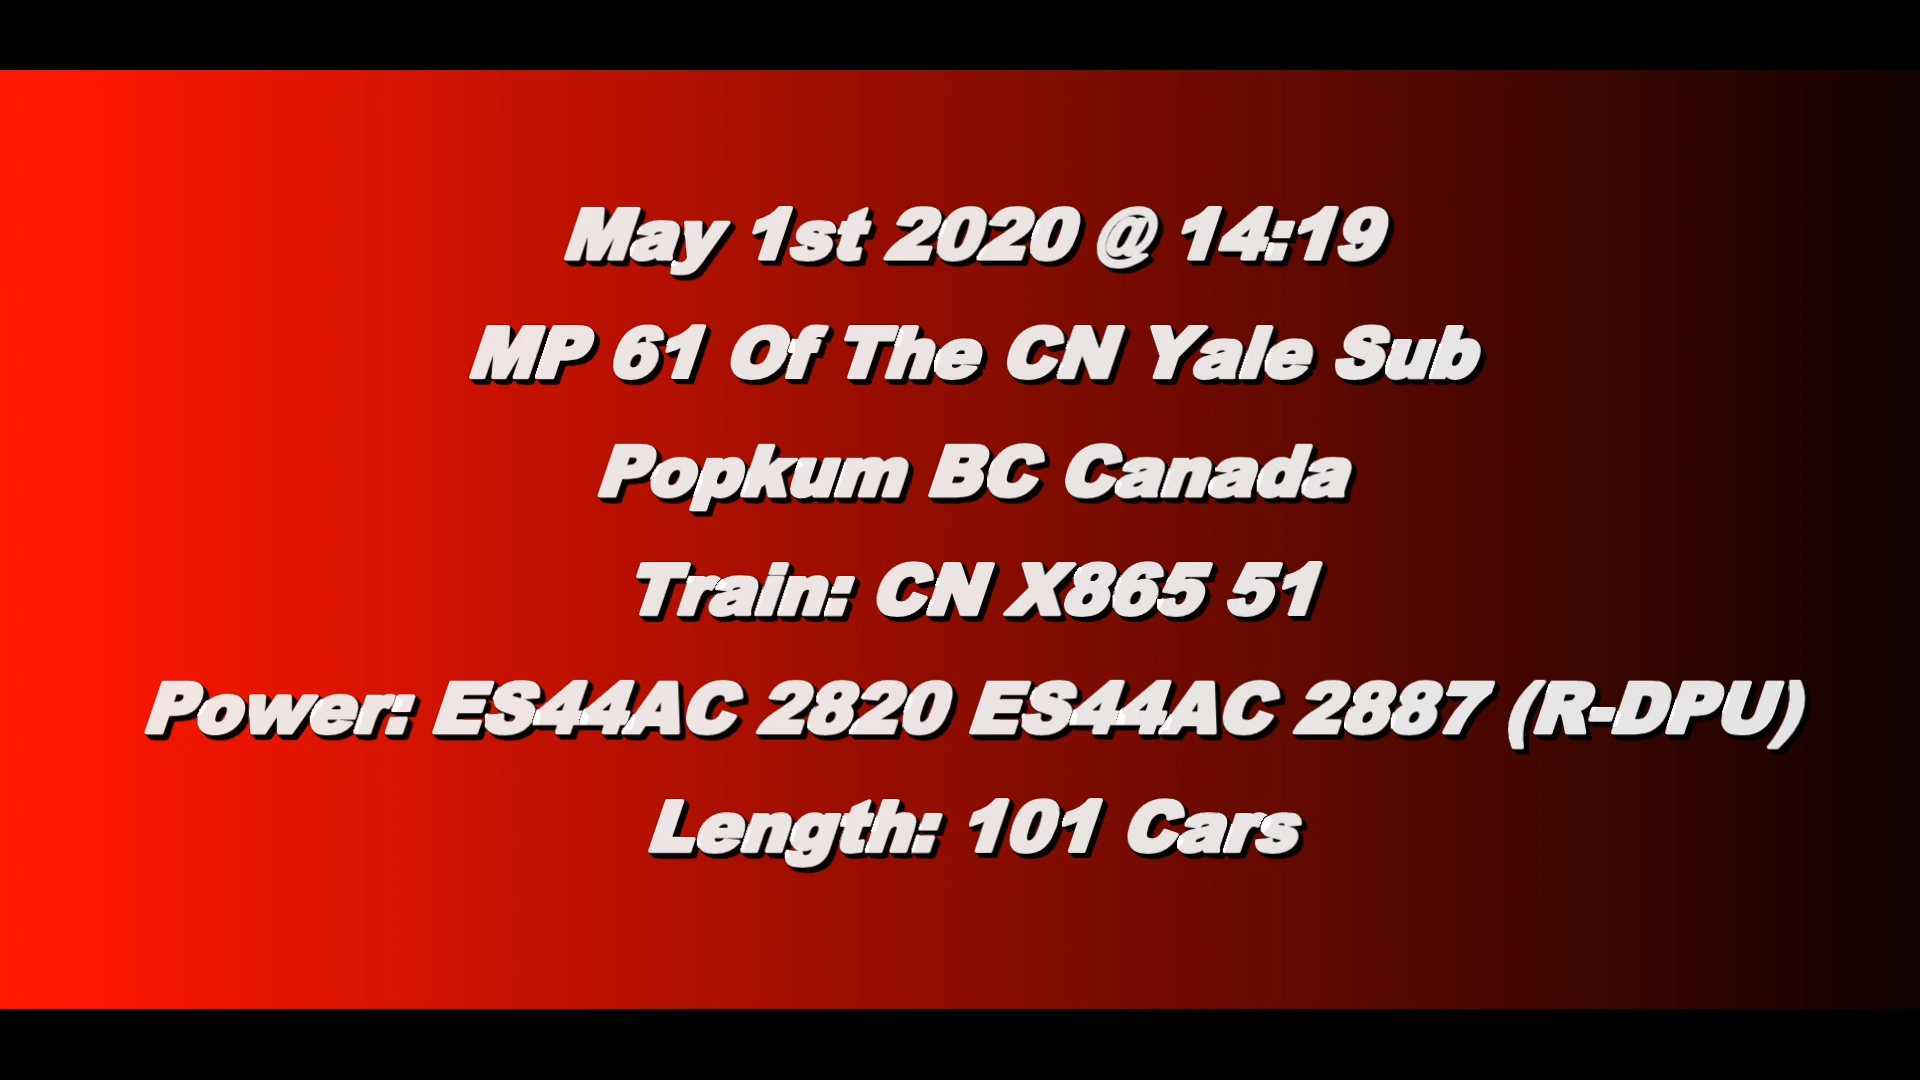 May 1st 2020 @ 14:19
MP 61 Of The CN Yale Sub
Popkum BC Canada
Train: CN X865 51
Power: ES44AC 2820 ES44AC 2887 (R-DPU)
Length: 101 Cars